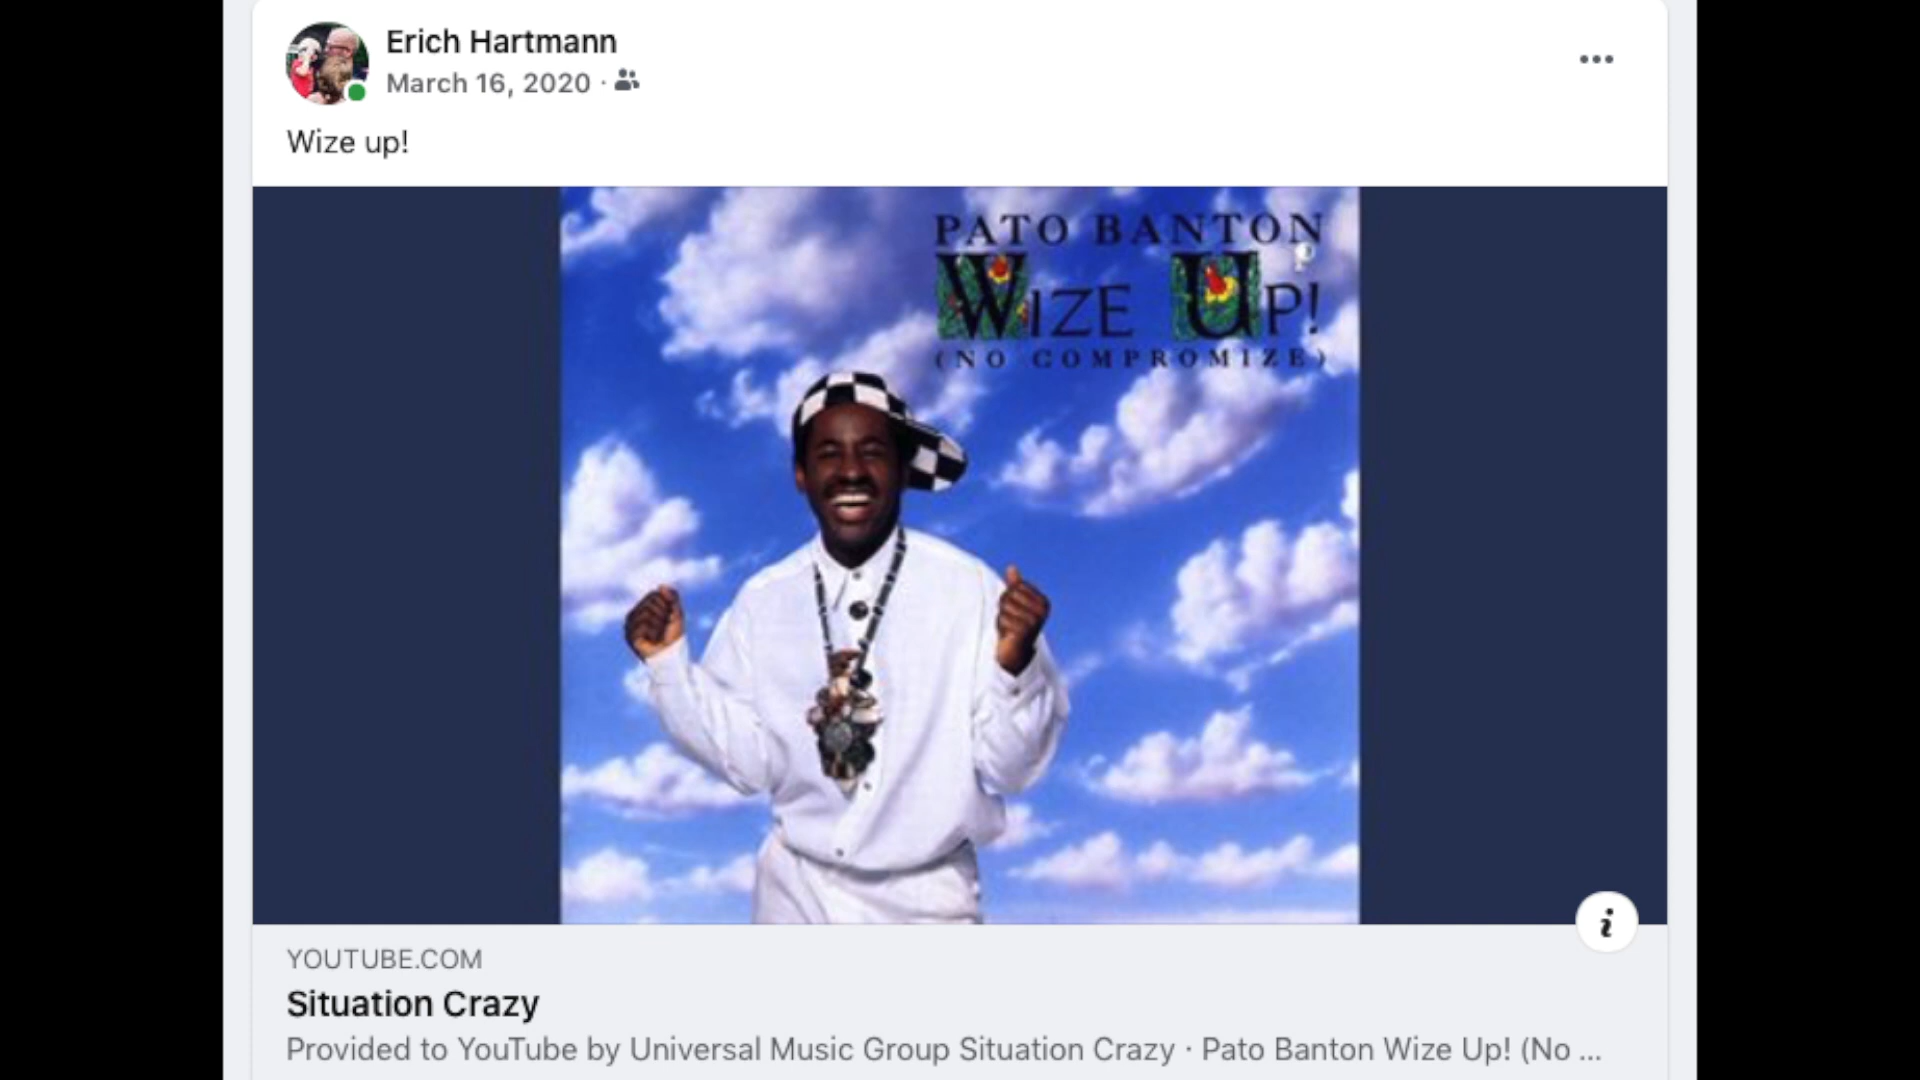 Erich Hartmann
March 16, 2020 ·
Wize up!
PATO BANTON
WIZE UP!
(NO COMPROMIZE)
YOUTUBE.COM
Situation Crazy
Provided to YouTube by Universal Music Group Situation Crazy · Pato Banton Wize Up! (No ...